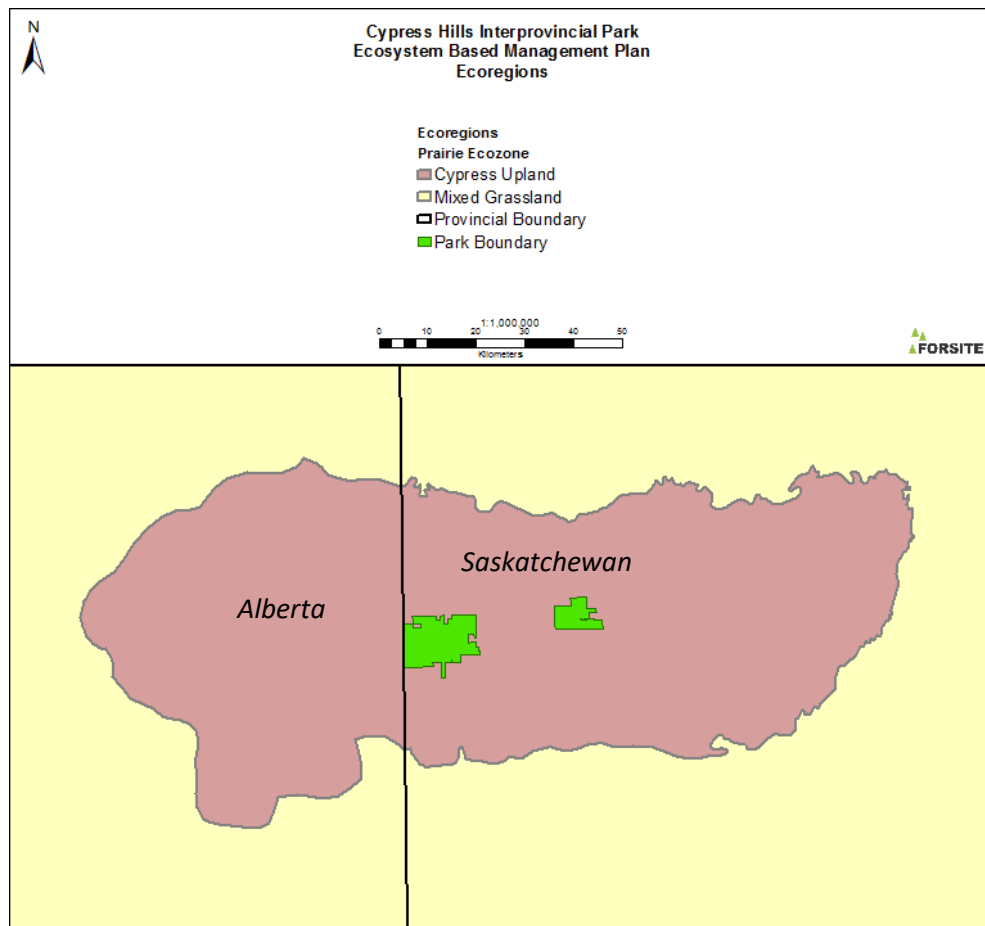 N
Cypress Hills Interprovincial Park
Ecosystem Based Management Plan
Ecoregions
Ecoregions
Prairie Ecozone
Cypress Upland
Mixed Grassland
Provincial Boundary
Park Boundary
1:1,000,000
0 10 20 30 40 50
Kilometers
FORSITE
Saskatchewan
Alberta